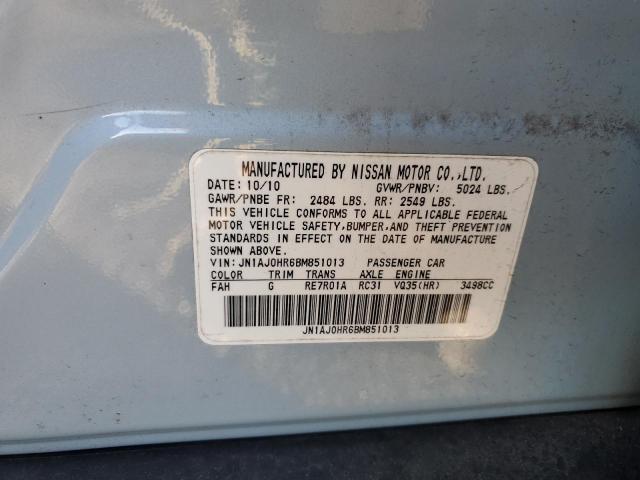 MANUFACTURED BY NISSAN MOTOR CO.,LTD.
DATE: 10/10 GVWR/PNBV: 5024 LBS.
GAWR/PNBE FR: 2484 LBS. RR: 2549 LBS.
THIS VEHICLE CONFORMS TO ALL APPLICABLE FEDERAL
MOTOR VEHICLE SAFETY,BUMPER,AND THEFT PREVENTION
STANDARDS IN EFFECT ON THE DATE OF MANUFACTURE
SHOWN ABOVE.
VIN: JN1AJ0HR6BM851013 PASSENGER CAR
COLOR TRIM TRANS AXLE ENGINE
FAH G RE7R01A RC31 VQ35(HR) 3498CC
JN1AJ0HR6BM851013